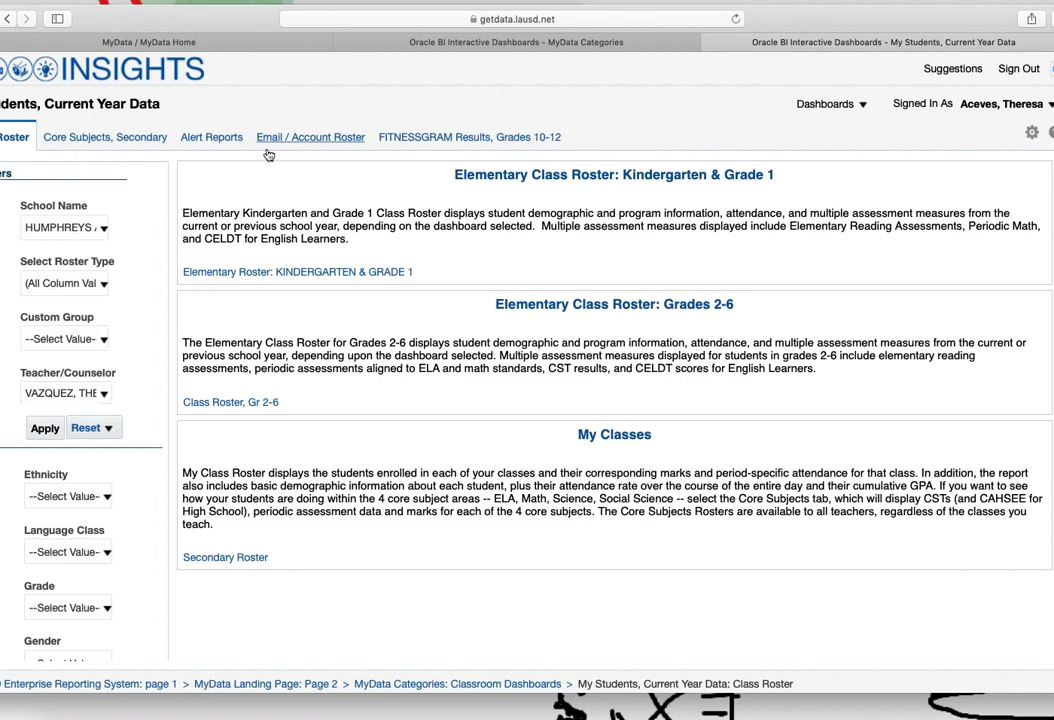 getdata.lausd.net
MyData / MyData Home
Oracle BI Interactive Dashboards - MyData Categories
Oracle BI Interactive Dashboards - My Students, Current Year Data
INSIGHTS
Suggestions
Sign Out
dents, Current Year Data
Dashboards
Signed In As Aceves, Theresa
Roster
Core Subjects, Secondary
Alert Reports
Email / Account Roster
FITNESSGRAM Results, Grades 10-12
ers
School Name
HUMPHREYS
Select Roster Type
(All Column Val
Custom Group
--Select Value-
Teacher/Counselor
VAZQUEZ, THE
Apply
Reset
Ethnicity
--Select Value-
Language Class
--Select Value-
Grade
--Select Value-
Gender
Elementary Class Roster: Kindergarten & Grade 1
Elementary Kindergarten and Grade 1 Class Roster displays student demographic and program information, attendance, and multiple assessment measures from the
current or previous school year, depending on the dashboard selected. Multiple assessment measures displayed include Elementary Reading Assessments, Periodic Math,
and CELDT for English Learners.
Elementary Roster: KINDERGARTEN & GRADE 1
Elementary Class Roster: Grades 2-6
The Elementary Class Roster for Grades 2-6 displays student demographic and program information, attendance, and multiple assessment measures from the current or
previous school year, depending upon the dashboard selected. Multiple assessment measures displayed for students in grades 2-6 include elementary reading
assessments, periodic assessments aligned to ELA and math standards, CST results, and CELDT scores for English Learners.
Class Roster, Gr 2-6
My Classes
My Class Roster displays the students enrolled in each of your classes and their corresponding marks and period-specific attendance for that class. In addition, the report
also includes basic demographic information about each student, plus their attendance rate over the course of the entire day and their cumulative GPA. If you want to see
how your students are doing within the 4 core subject areas -- ELA, Math, Science, Social Science -- select the Core Subjects tab, which will display CSTs (and CAHSEE for
High School), periodic assessment data and marks for each of the 4 core subjects. The Core Subjects Rosters are available to all teachers, regardless of the classes you
teach.
Secondary Roster
Enterprise Reporting System: page 1 > MyData Landing Page: Page 2 > MyData Categories: Classroom Dashboards > My Students, Current Year Data: Class Roster